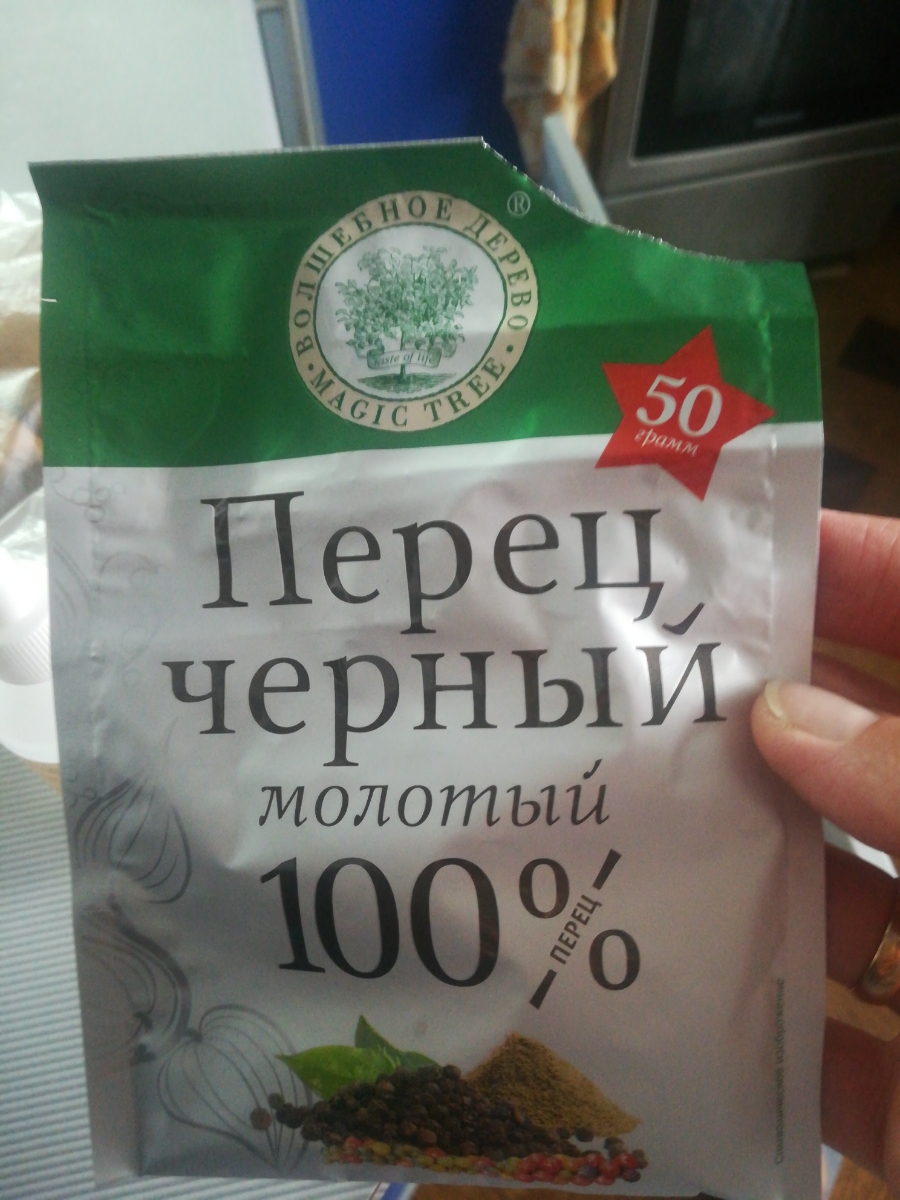 ВОЛШЕБНОЕ ДЕРЕВО ®
taste of life
MAGIC TREE
50
грамм
Перец
черный
молотый
100%
ПЕРЕЦ